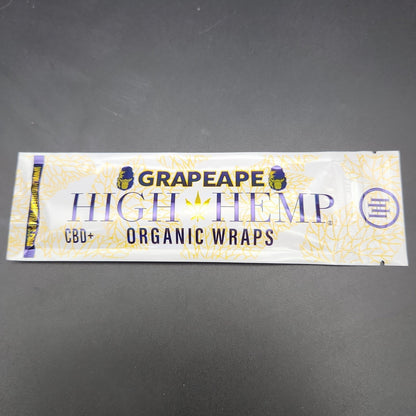 GRAPEAPE
HIGH HEMP
CBD+ ORGANIC WRAPS